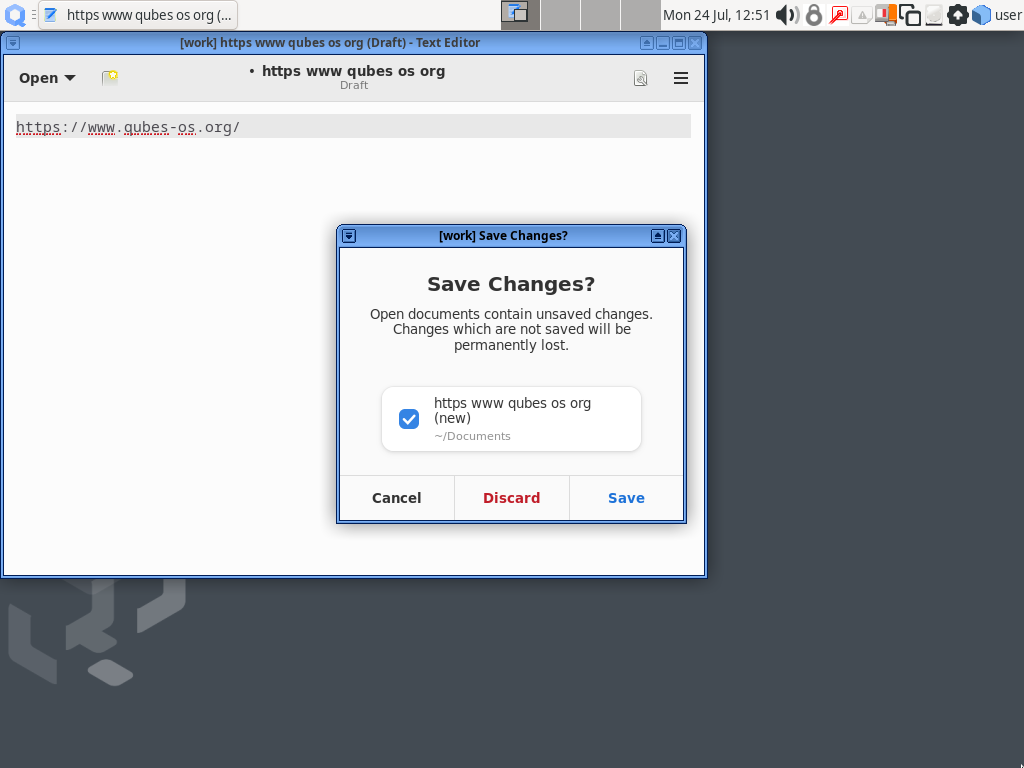 https www qubes os org (...
Mon 24 Jul, 12:51
user
[work] https www qubes os org (Draft) - Text Editor
Open
• https www qubes os org
Draft
https://www.qubes-os.org/
[work] Save Changes?
Save Changes?
Open documents contain unsaved changes.
Changes which are not saved will be
permanently lost.
https www qubes os org
(new)
~/Documents
Cancel
Discard
Save